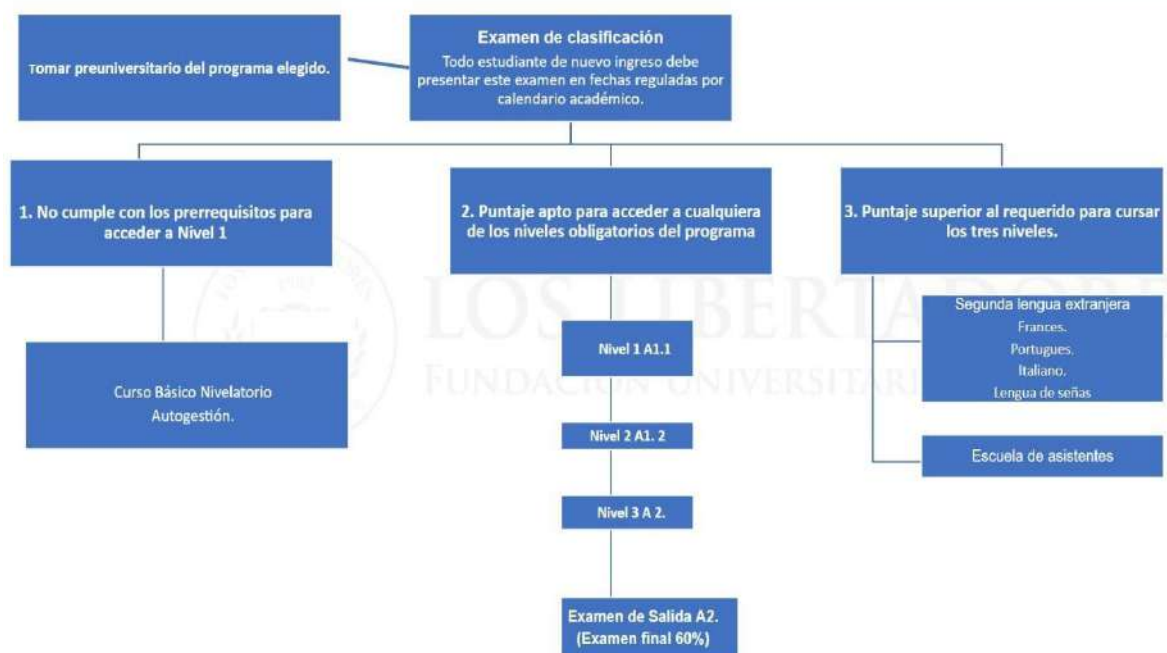 Tomar preuniversitario del programa elegido.
Examen de clasificación
Todo estudiante de nuevo ingreso debe
presentar este examen en fechas reguladas por
calendario académico.
1. No cumple con los prerrequisitos para
acceder a Nivel 1
2. Puntaje apto para acceder a cualquiera
de los niveles obligatorios del programa
3. Puntaje superior al requerido para cursar
los tres niveles.
Curso Básico Nivelatorio
Autogestión.
Nivel 1 A1.1
Nivel 2 A1. 2
Nivel 3 A 2.
Examen de Salida A2.
(Examen final 60%)
Segunda lengua extranjera
Frances.
Portugues.
Italiano.
Lengua de señas
Escuela de asistentes
LOS LIBERTADORE
FUNDACIÓN UNIVERSITARI